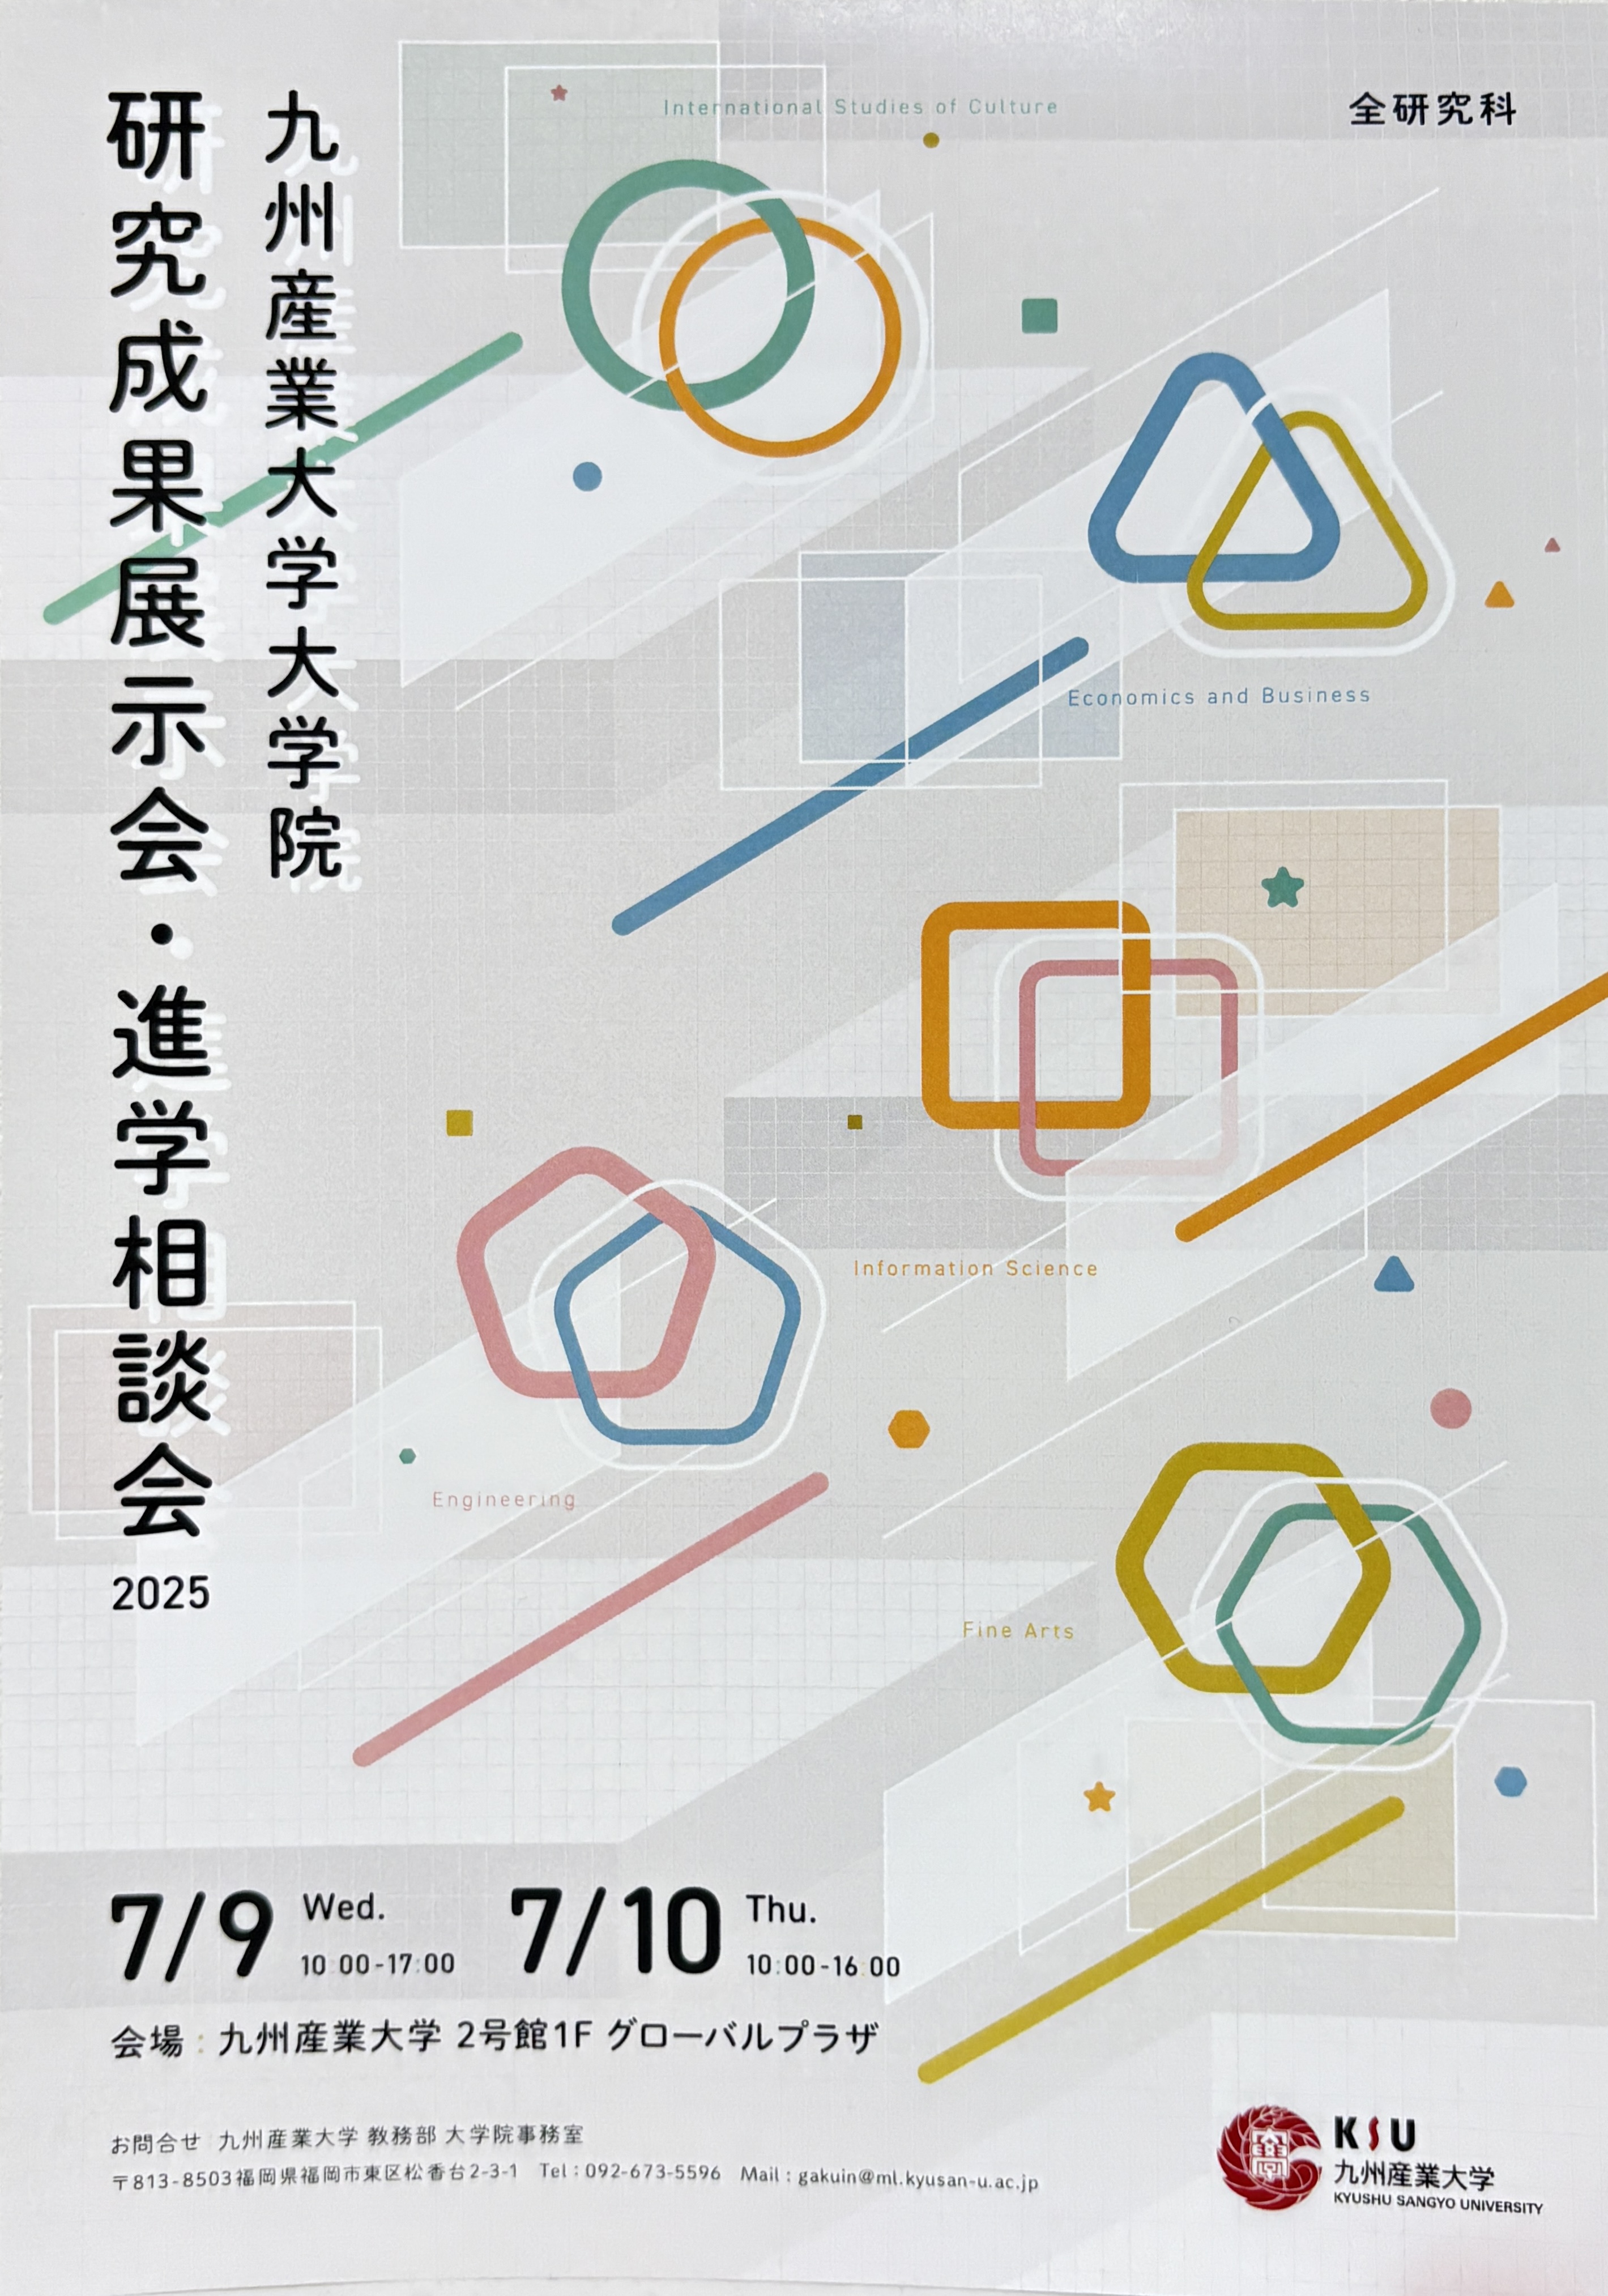 全研究科
九州産業大学大学院
研究成果展示会・進学相談会
2025
International Studies of Culture
Economics and Business
Information Science
Engineering
Fine Arts
7/9 Wed. 10:00-17:00
7/10 Thu. 10:00-16:00
会場：九州産業大学 2号館1F グローバルプラザ
お問合せ 九州産業大学 教務部 大学院事務室
〒813-8503福岡県福岡市東区松香台2-3-1 Tel：092-673-5596 Mail：gakuin@ml.kyusan-u.ac.jp
KSU
九州産業大学
KYUSHU SANGYO UNIVERSITY